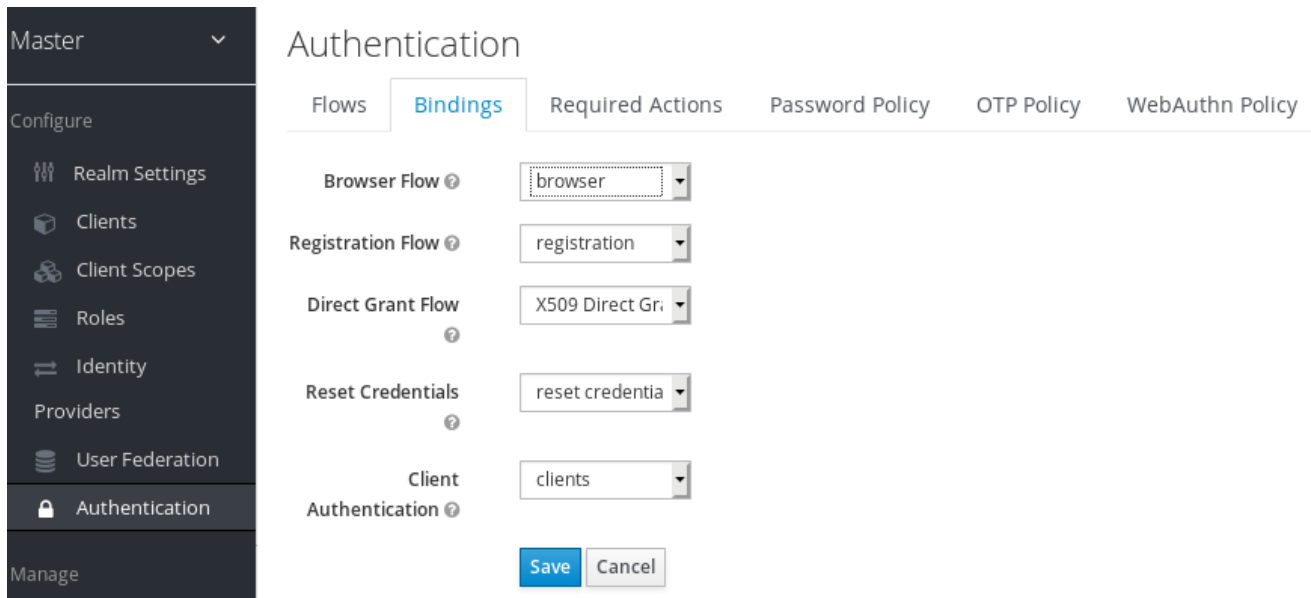 Master
Configure
Realm Settings
Clients
Client Scopes
Roles
Identity
Providers
User Federation
Authentication
Manage
Authentication
Flows Bindings Required Actions Password Policy OTP Policy WebAuthn Policy
Browser Flow ? browser
Registration Flow ? registration
Direct Grant Flow X509 Direct Gra
?
Reset Credentials reset credentia
?
Client clients
Authentication ?
Save Cancel